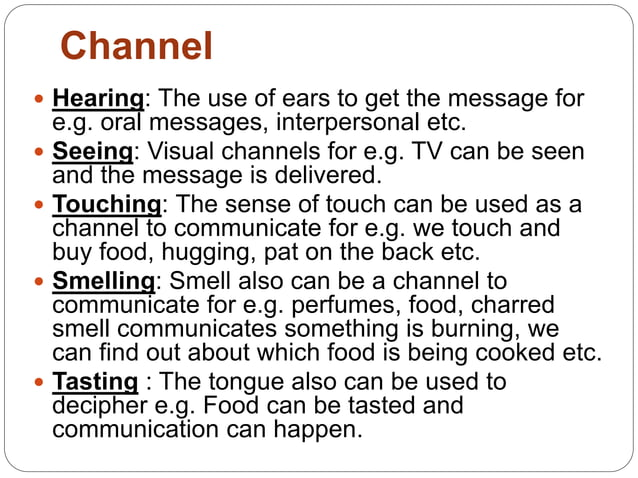 Channel
Hearing: The use of ears to get the message for
e.g. oral messages, interpersonal etc.
Seeing: Visual channels for e.g. TV can be seen
and the message is delivered.
Touching: The sense of touch can be used as a
channel to communicate for e.g. we touch and
buy food, hugging, pat on the back etc.
Smelling: Smell also can be a channel to
communicate for e.g. perfumes, food, charred
smell communicates something is burning, we
can find out about which food is being cooked etc.
Tasting : The tongue also can be used to
decipher e.g. Food can be tasted and
communication can happen.